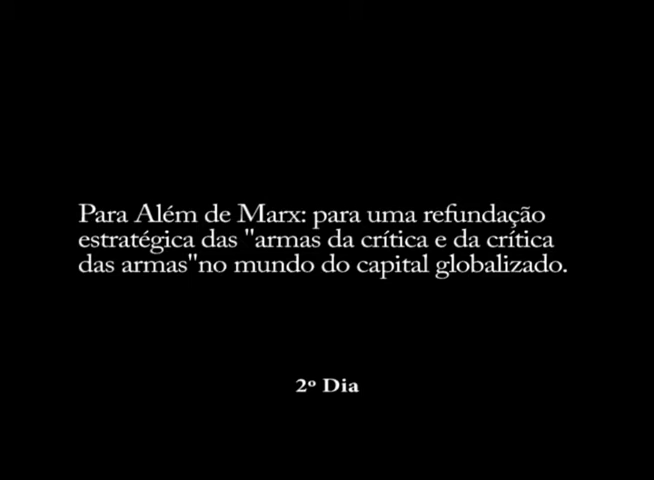 Para Além de Marx: para uma refundação
estratégica das "armas da crítica e da crítica
das armas"no mundo do capital globalizado.
2º Dia